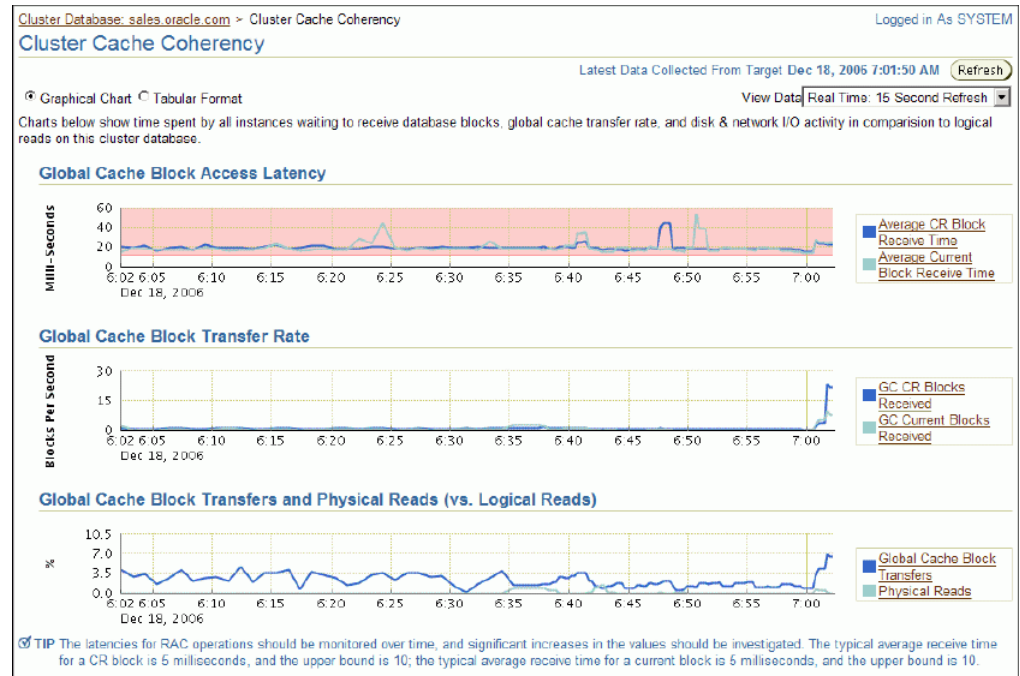 Cluster Database: sales.oracle.com > Cluster Cache Coherency
Logged in As SYSTEM
Cluster Cache Coherency
Latest Data Collected From Target Dec 18, 2006 7:01:50 AM Refresh
Graphical Chart Tabular Format
View Data Real Time: 15 Second Refresh
Charts below show time spent by all instances waiting to receive database blocks, global cache transfer rate, and disk & network I/O activity in comparision to logical
reads on this cluster database.
Global Cache Block Access Latency
Milli-Seconds
60
40
20
0
6:02 6:05 6:10 6:15 6:20 6:25 6:30 6:35 6:40 6:45 6:50 6:55 7:00
Dec 18, 2006
Average CR Block
Receive Time
Average Current
Block Receive Time
Global Cache Block Transfer Rate
Blocks Per Second
30
15
0
6:02 6:05 6:10 6:15 6:20 6:25 6:30 6:35 6:40 6:45 6:50 6:55 7:00
Dec 18, 2006
GC CR Blocks
Received
GC Current Blocks
Received
Global Cache Block Transfers and Physical Reads (vs. Logical Reads)
%
10.5
7.0
3.5
0.0
6:02 6:05 6:10 6:15 6:20 6:25 6:30 6:35 6:40 6:45 6:50 6:55 7:00
Dec 18, 2006
Global Cache Block
Transfers
Physical Reads
TIP The latencies for RAC operations should be monitored over time, and significant increases in the values should be investigated. The typical average receive time
for a CR block is 5 milliseconds, and the upper bound is 10; the typical average receive time for a current block is 5 milliseconds, and the upper bound is 10.